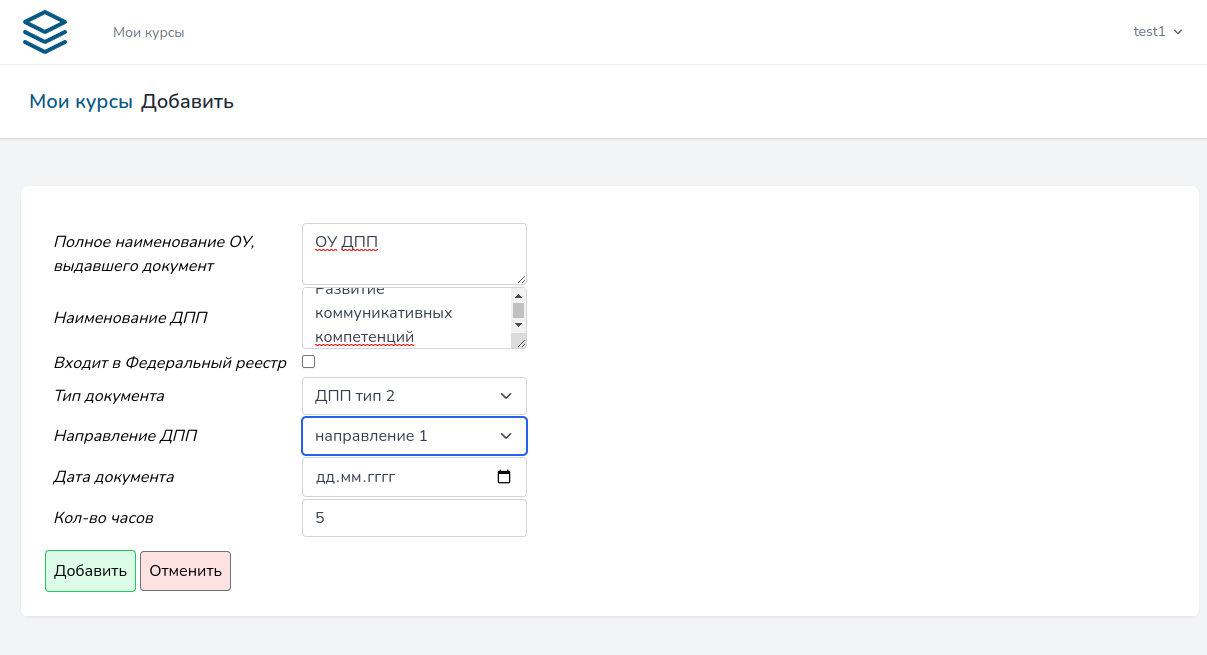 Мои курсы
test1
Мои курсы Добавить
Полное наименование ОУ,
выдавшего документ
ОУ ДПП
Наименование ДПП
Развитие
коммуникативных
компетенций
Входит в Федеральный реестр
Тип документа
ДПП тип 2
Направление ДПП
направление 1
Дата документа
дд.мм.гггг
Кол-во часов
5
Добавить
Отменить